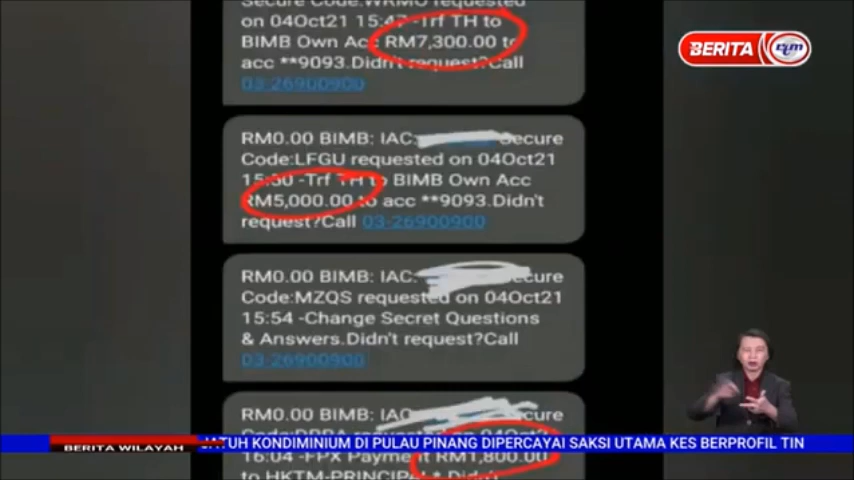 Secure Code:WRMO requested
on 04Oct21 15:47 -Trf TH to
BIMB Own Acc RM7,300.00 to
acc **9093.Didn't request?Call
03-26900900
BERITA
RM0.00 BIMB: IAC: Secure
Code:LFGU requested on 04Oct21
15:50 -Trf TH to BIMB Own Acc
RM5,000.00 to acc **9093.Didn't
request?Call 03-26900900
RM0.00 BIMB: IAC: Secure
Code:MZQS requested on 04Oct21
15:54 -Change Secret Questions
& Answers.Didn't request?Call
03-26900900
RM0.00 BIMB: IAC: Secure
requested on 04Oct21
16:04 -FPX Payment RM1,800.00
to HKTM-PRINCIPAL*.Didn't
BERITA WILAYAH
JATUH KONDIMINIUM DI PULAU PINANG DIPERCAYAI SAKSI UTAMA KES BERPROFIL TIN